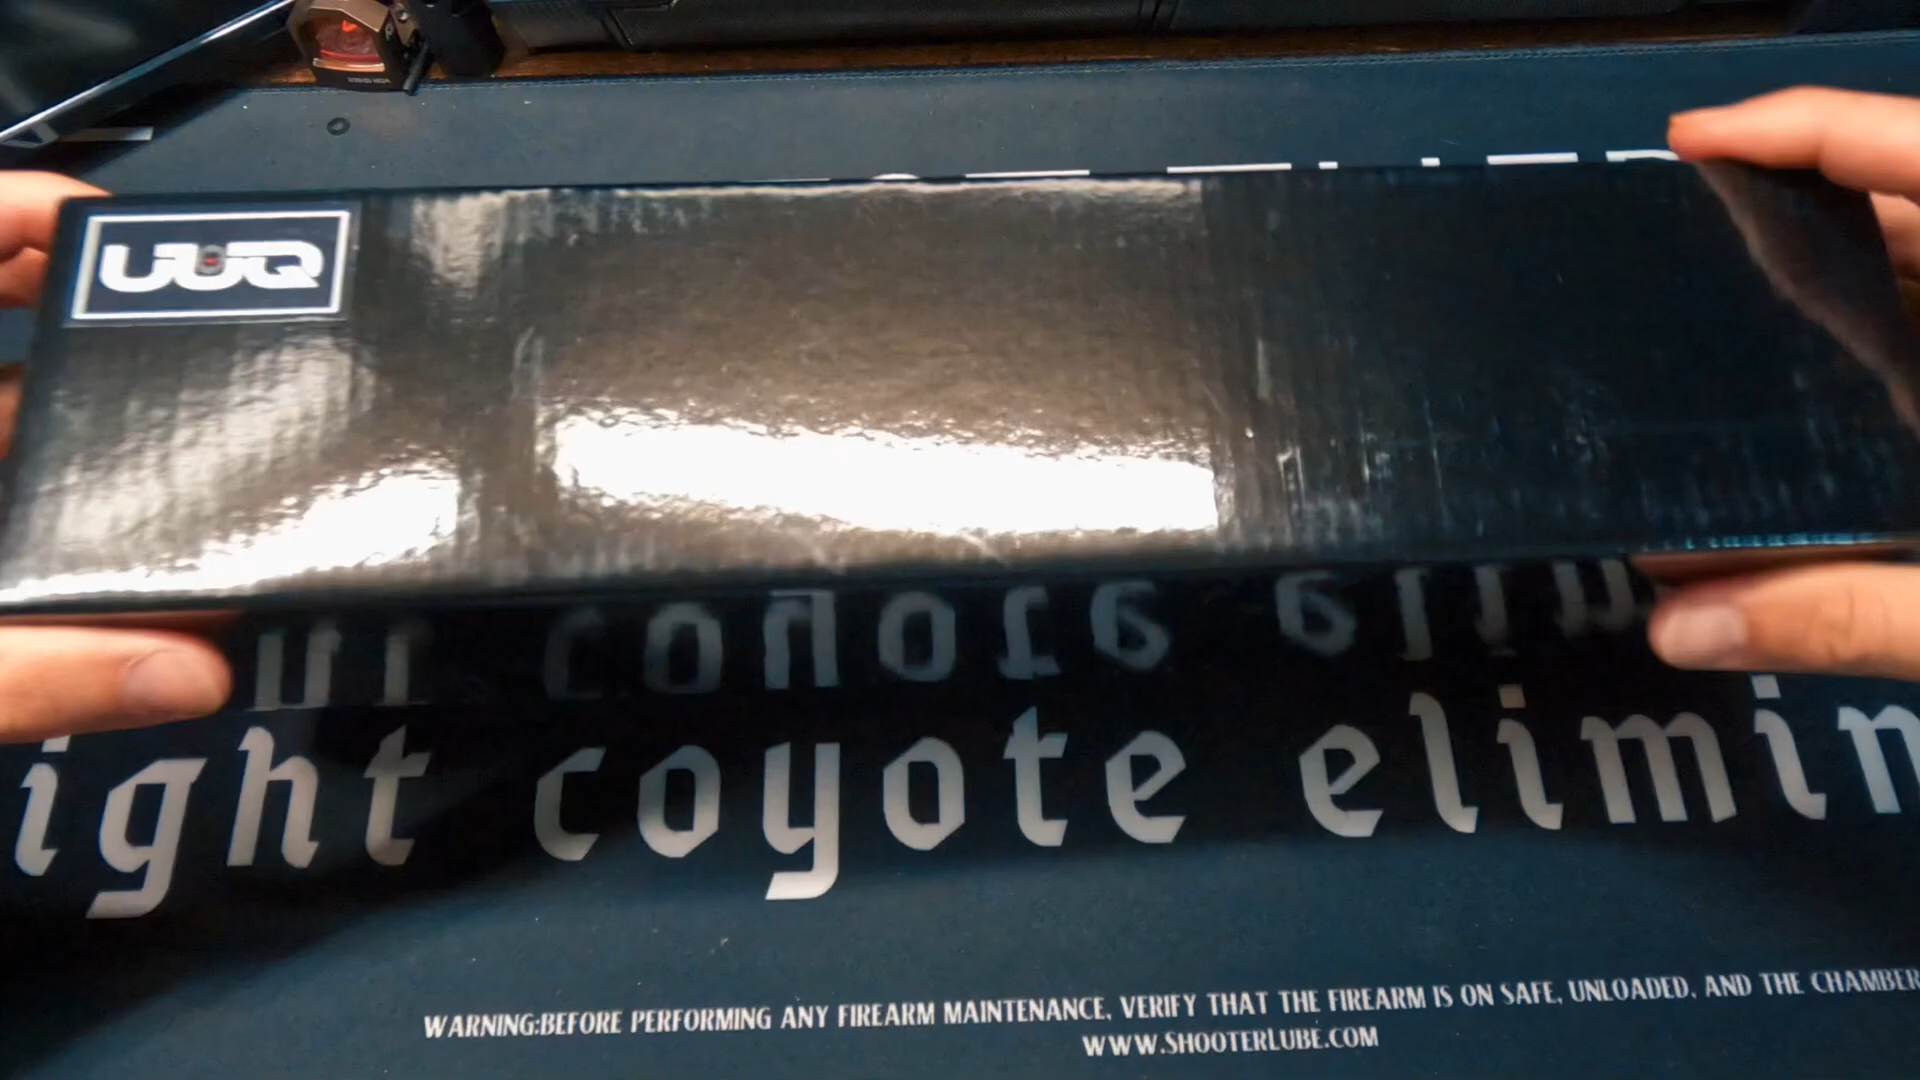 UUQ
ight coyote elimin
WARNING:BEFORE PERFORMING ANY FIREARM MAINTENANCE, VERIFY THAT THE FIREARM IS ON SAFE, UNLOADED, AND THE CHAMBER
WWW.SHOOTERLUBE.COM